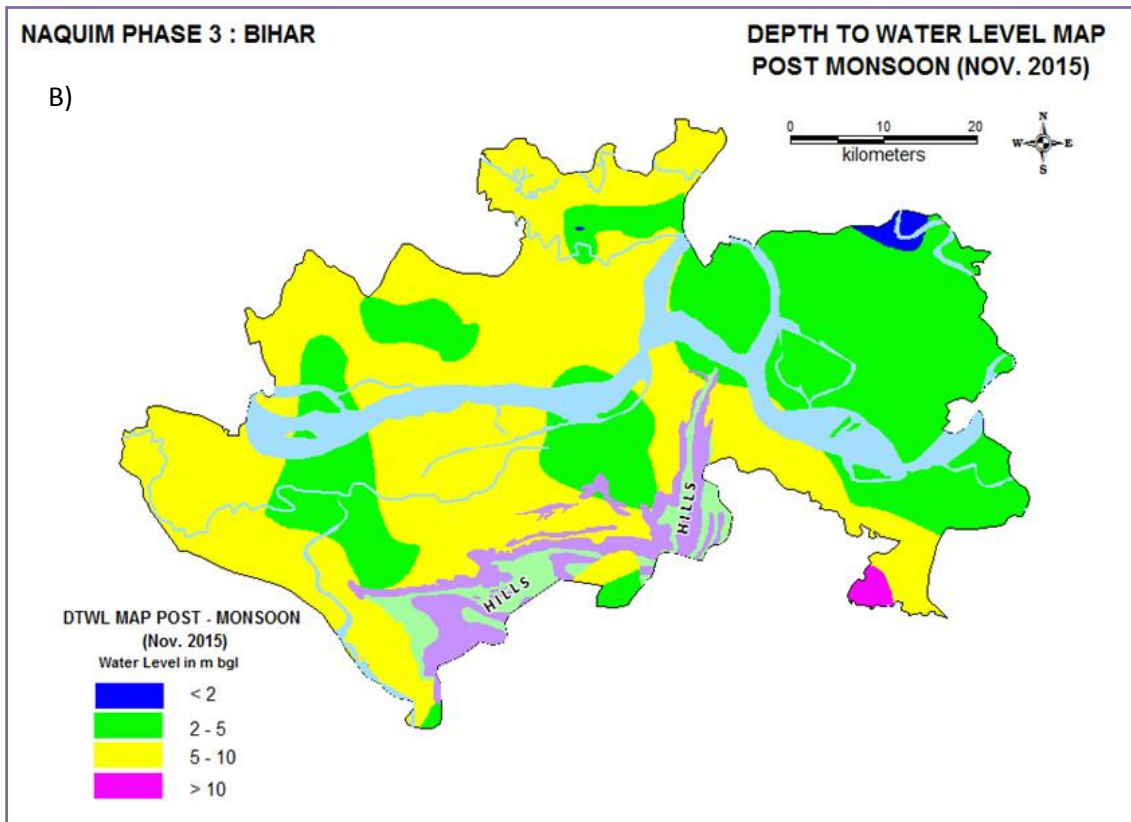 NAQUIM PHASE 3 : BIHAR
DEPTH TO WATER LEVEL MAP
POST MONSOON (NOV. 2015)
B)
0 10 20
kilometers
N
W E
S
HILLS
HILLS
DTWL MAP POST - MONSOON
(Nov. 2015)
Water Level in m bgl
< 2
2 - 5
5 - 10
> 10